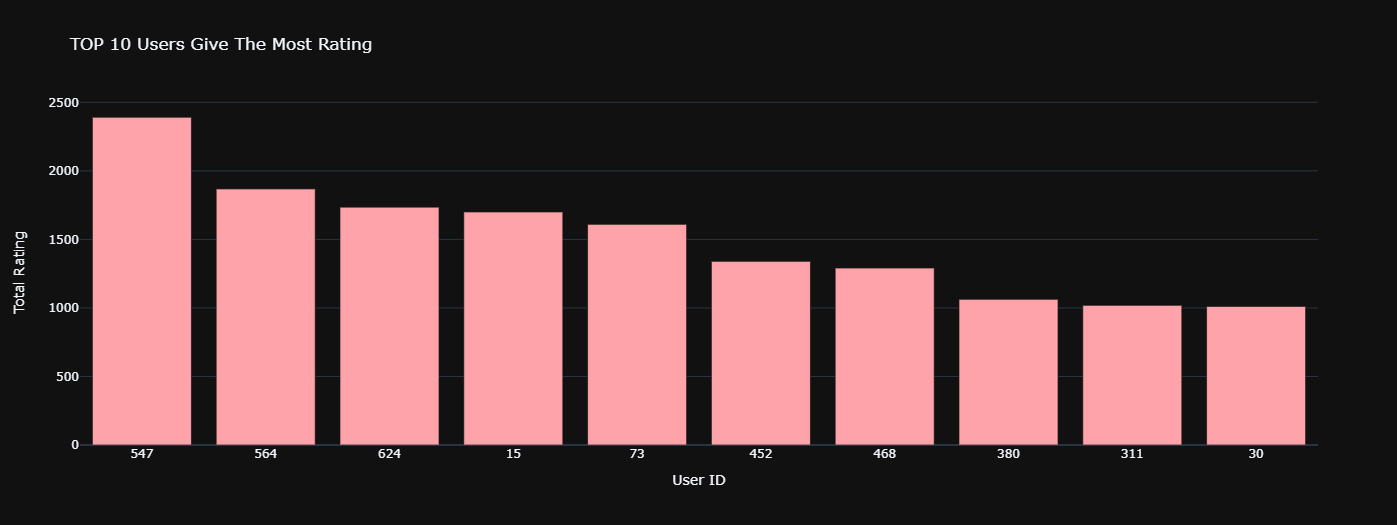 TOP 10 Users Give The Most Rating
2500
2000
1500
1000
500
0
Total Rating
547 564 624 15 73 452 468 380 311 30
User ID